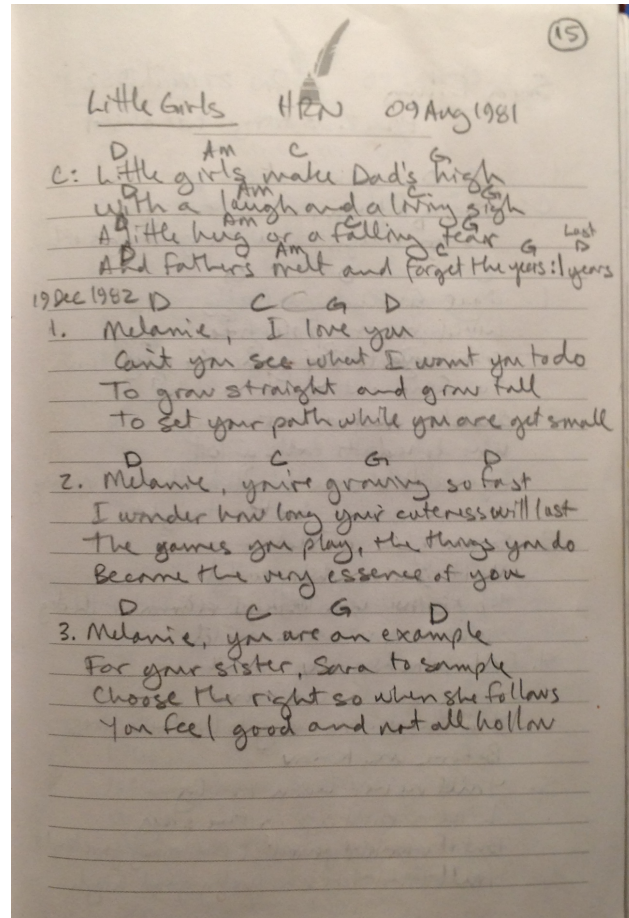 15
Little Girls HRN 09 Aug 1981
D Am C G
C: Little girls make Dad's high
D Am C G
With a laugh and a loving sigh
D Am C G
A little hug or a falling tear
D Am C G Last D
And fathers melt and forget the years :| years
19 Dec 1982 D C G D
1. Melanie, I love you
Can't you see what I want you to do
To grow straight and grow tall
To set your path while you are yet small
D C G D
2. Melanie, you're growing so fast
I wonder how long your cuteness will last
The games you play, the things you do
Become the very essence of you
D C G D
3. Melanie, you are an example
For your sister, Sara to sample
Choose the right so when she follows
You feel good and not all hollow